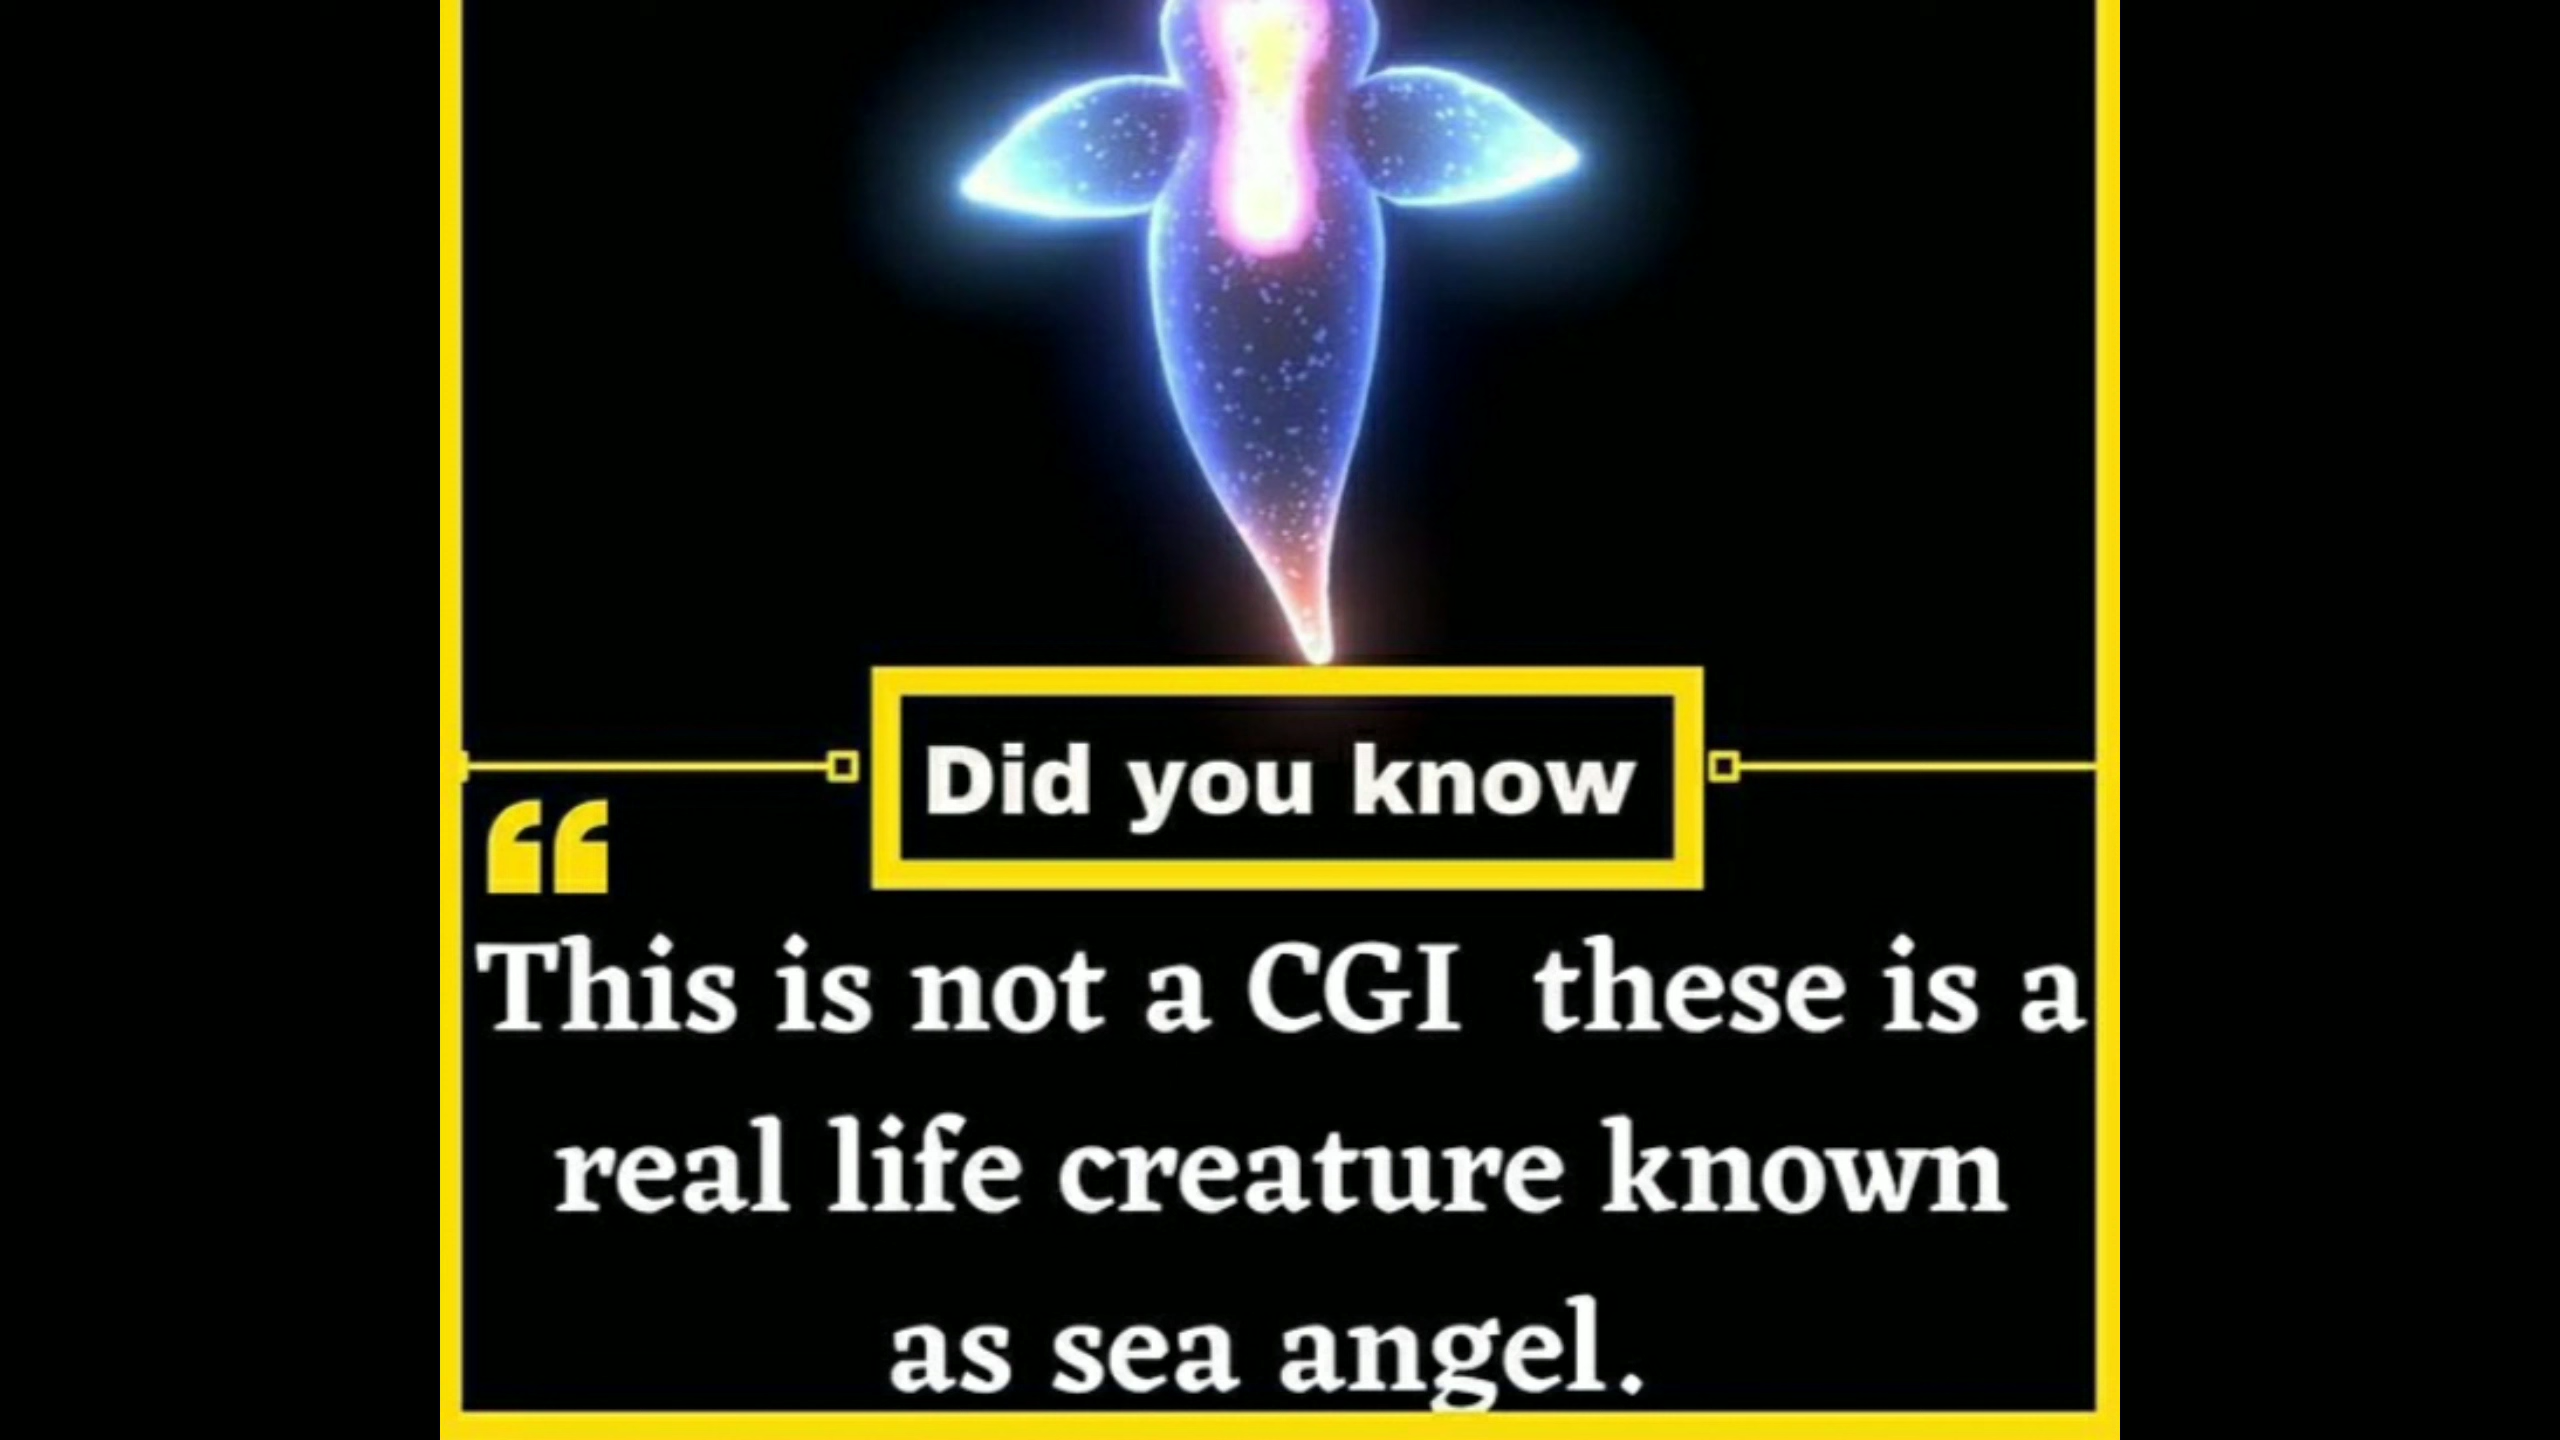 Did you know
“
This is not a CGI  these is a
real life creature known
as sea angel.